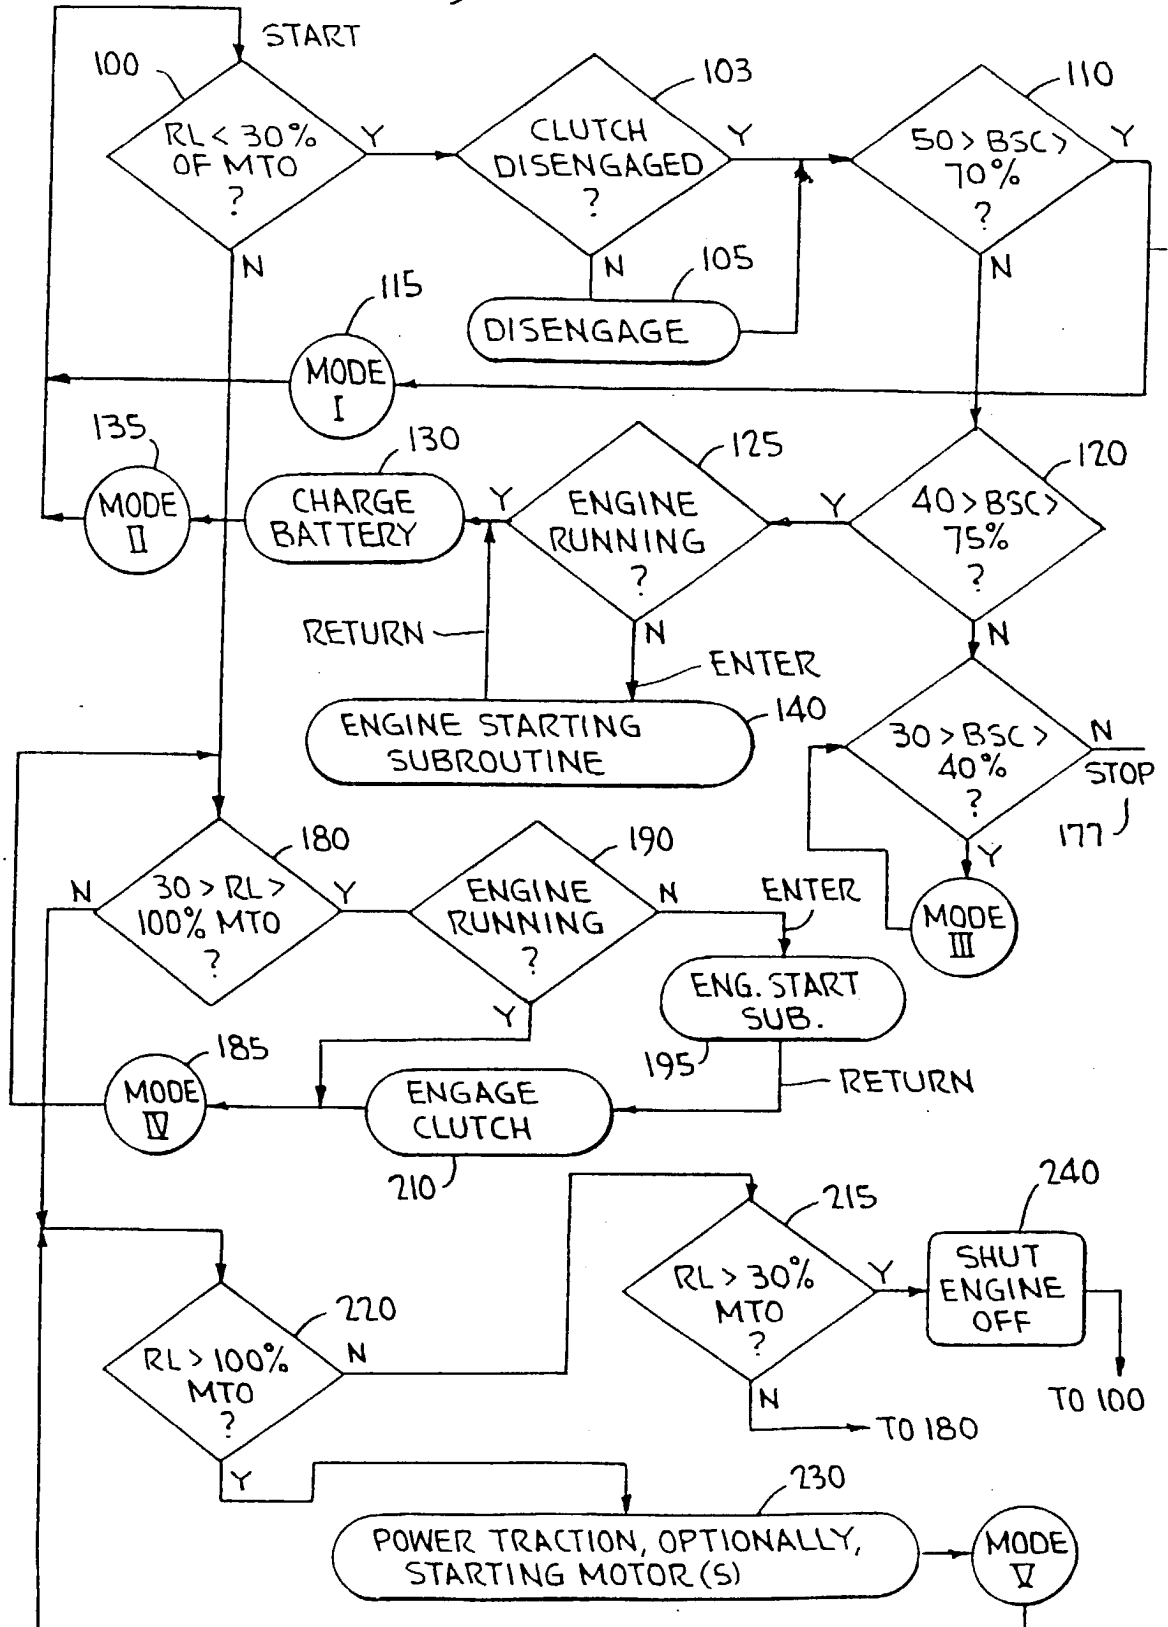 START
100
RL < 30%
OF MTO
?
Y
N
103
CLUTCH
DISENGAGED
?
Y
N
105
DISENGAGE
110
50 > BSC >
70%
?
Y
N
115
MODE
I
135
MODE
II
130
CHARGE
BATTERY
125
ENGINE
RUNNING
?
Y
N
120
40 > BSC >
75%
?
Y
N
RETURN
ENTER
ENGINE STARTING
SUBROUTINE
140
30 > BSC >
40%
?
N
STOP
177
Y
MODE
III
180
30 > RL >
100% MTO
?
N
Y
190
ENGINE
RUNNING
?
N
Y
ENTER
ENG. START
SUB.
195
RETURN
185
MODE
IV
ENGAGE
CLUTCH
210
215
RL > 30%
MTO
?
Y
N
TO 180
240
SHUT
ENGINE
OFF
TO 100
220
RL > 100%
MTO
?
N
Y
230
POWER TRACTION, OPTIONALLY,
STARTING MOTOR(S)
MODE
V